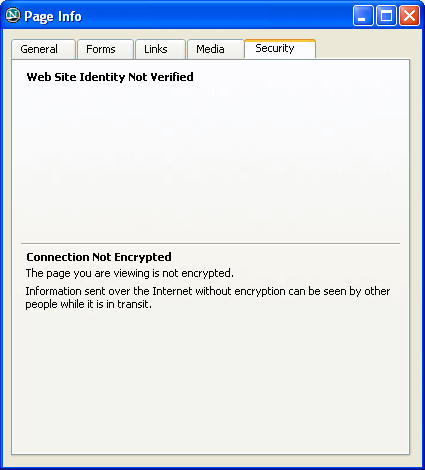 Page Info
General Forms Links Media Security
Web Site Identity Not Verified
Connection Not Encrypted
The page you are viewing is not encrypted.
Information sent over the Internet without encryption can be seen by other
people while it is in transit.